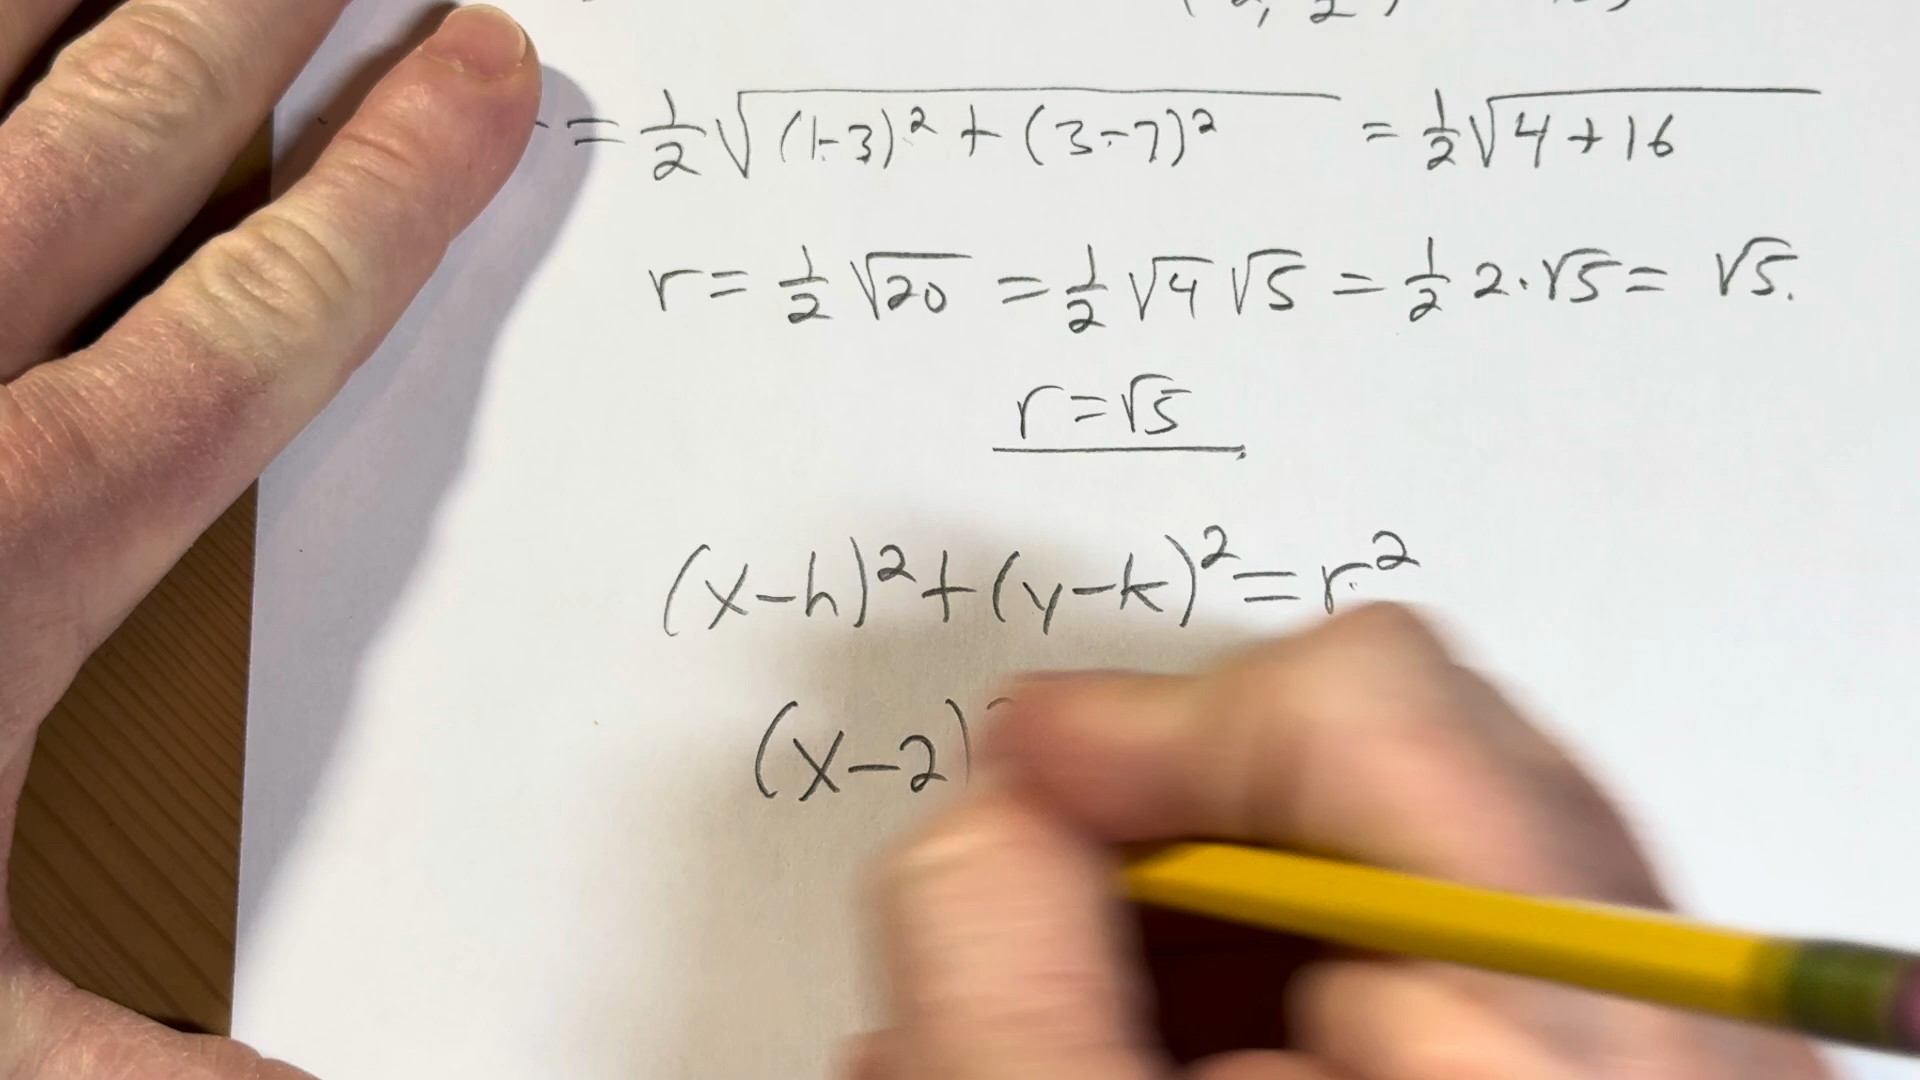 = 1/2 √((1-3)² + (3-7)²) = 1/2 √(4+16)
r = 1/2 √20 = 1/2 √4 √5 = 1/2 2·√5 = √5.
r = √5
(x-h)² + (y-k)² = r²
(x-2)